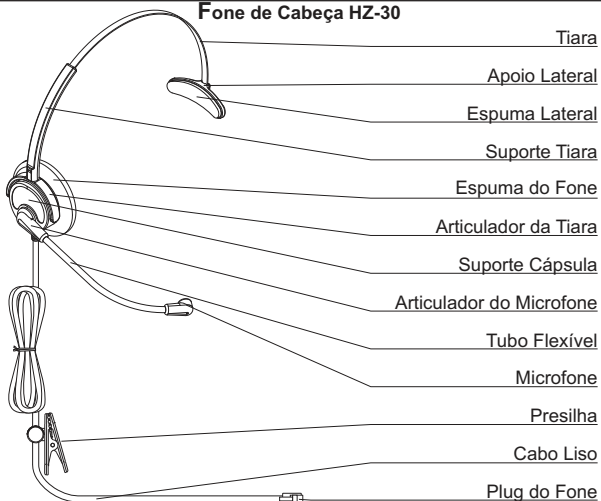 Fone de Cabeça HZ-30
Tiara
Apoio Lateral
Espuma Lateral
Suporte Tiara
Espuma do Fone
Articulador da Tiara
Suporte Cápsula
Articulador do Microfone
Tubo Flexível
Microfone
Presilha
Cabo Liso
Plug do Fone